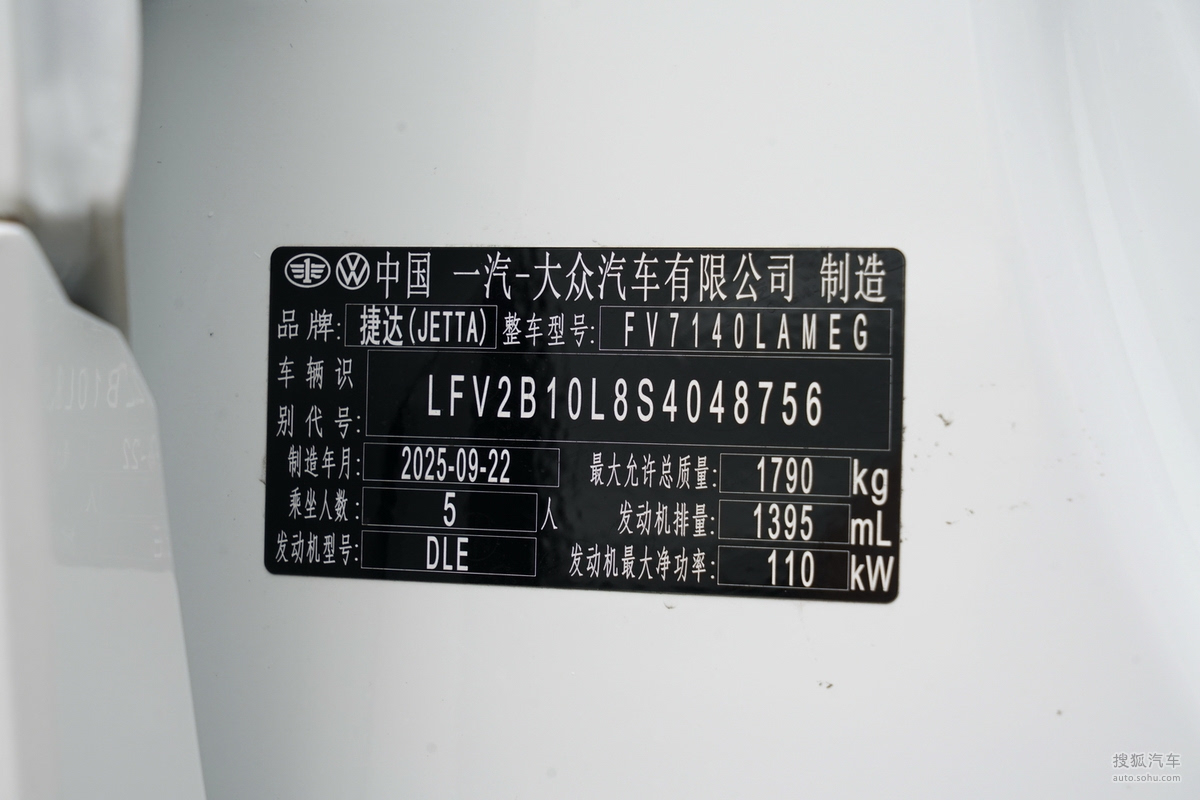 中国 一汽-大众汽车有限公司 制造
品牌: 捷达(JETTA) 整车型号: FV7140LAMEG
车辆识别代号: LFV2B10L8S4048756
制造年月: 2025-09-22 最大允许总质量: 1790 kg
乘坐人数: 5 人 发动机排量: 1395 mL
发动机型号: DLE 发动机最大净功率: 110 kW
搜狐汽车
auto.sohu.com